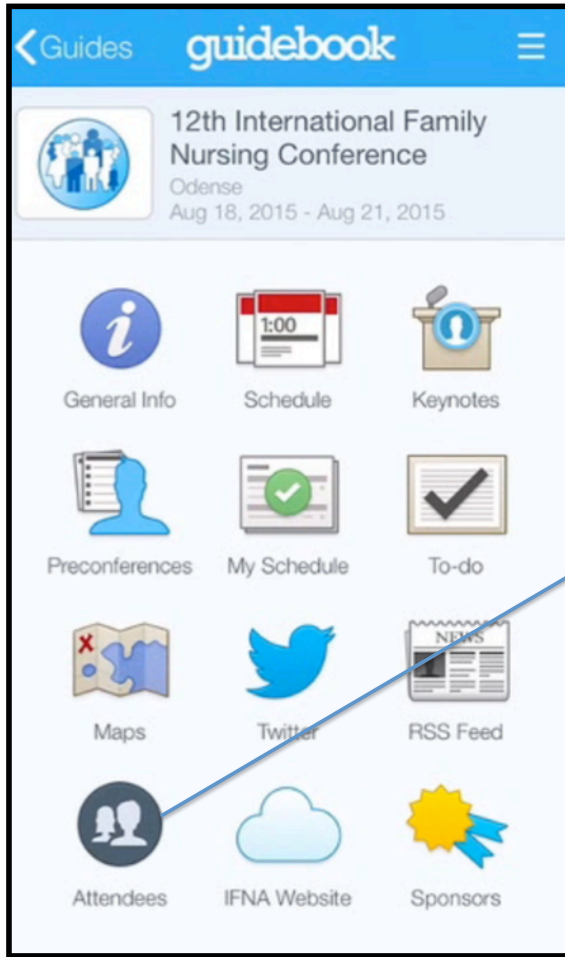 Guides guidebook
12th International Family
Nursing Conference
Odense
Aug 18, 2015 - Aug 21, 2015
1:00
General Info Schedule Keynotes
Preconferences My Schedule To-do
X
NEWS
Maps Twitter RSS Feed
Attendees IFNA Website Sponsors